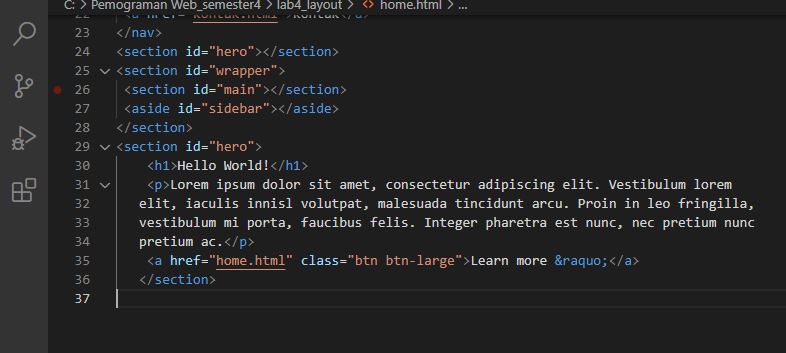 C: > Pemograman Web_semester4 > lab4_layout > <> home.html > ...
22 <a href="kontak.html">Kontak</a>
23 </nav>
24 <section id="hero"></section>
25 <section id="wrapper">
26 <section id="main"></section>
27 <aside id="sidebar"></aside>
28 </section>
29 <section id="hero">
30 <h1>Hello World!</h1>
31 <p>Lorem ipsum dolor sit amet, consectetur adipiscing elit. Vestibulum lorem
32 elit, iaculis innisl volutpat, malesuada tincidunt arcu. Proin in leo fringilla,
33 vestibulum mi porta, faucibus felis. Integer pharetra est nunc, nec pretium nunc
34 pretium ac.</p>
35 <a href="home.html" class="btn btn-large">Learn more &raquo;</a>
36 </section>
37